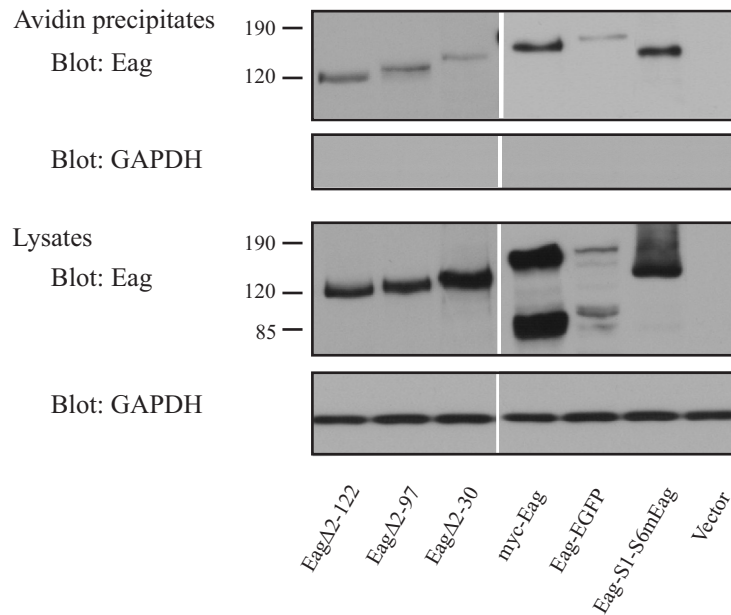 Avidin precipitates
Blot: Eag
190
120
Blot: GAPDH
Lysates
Blot: Eag
190
120
85
Blot: GAPDH
EagΔ2-122
EagΔ2-97
EagΔ2-30
myc-Eag
Eag-EGFP
Eag-S1-S6mEag
Vector